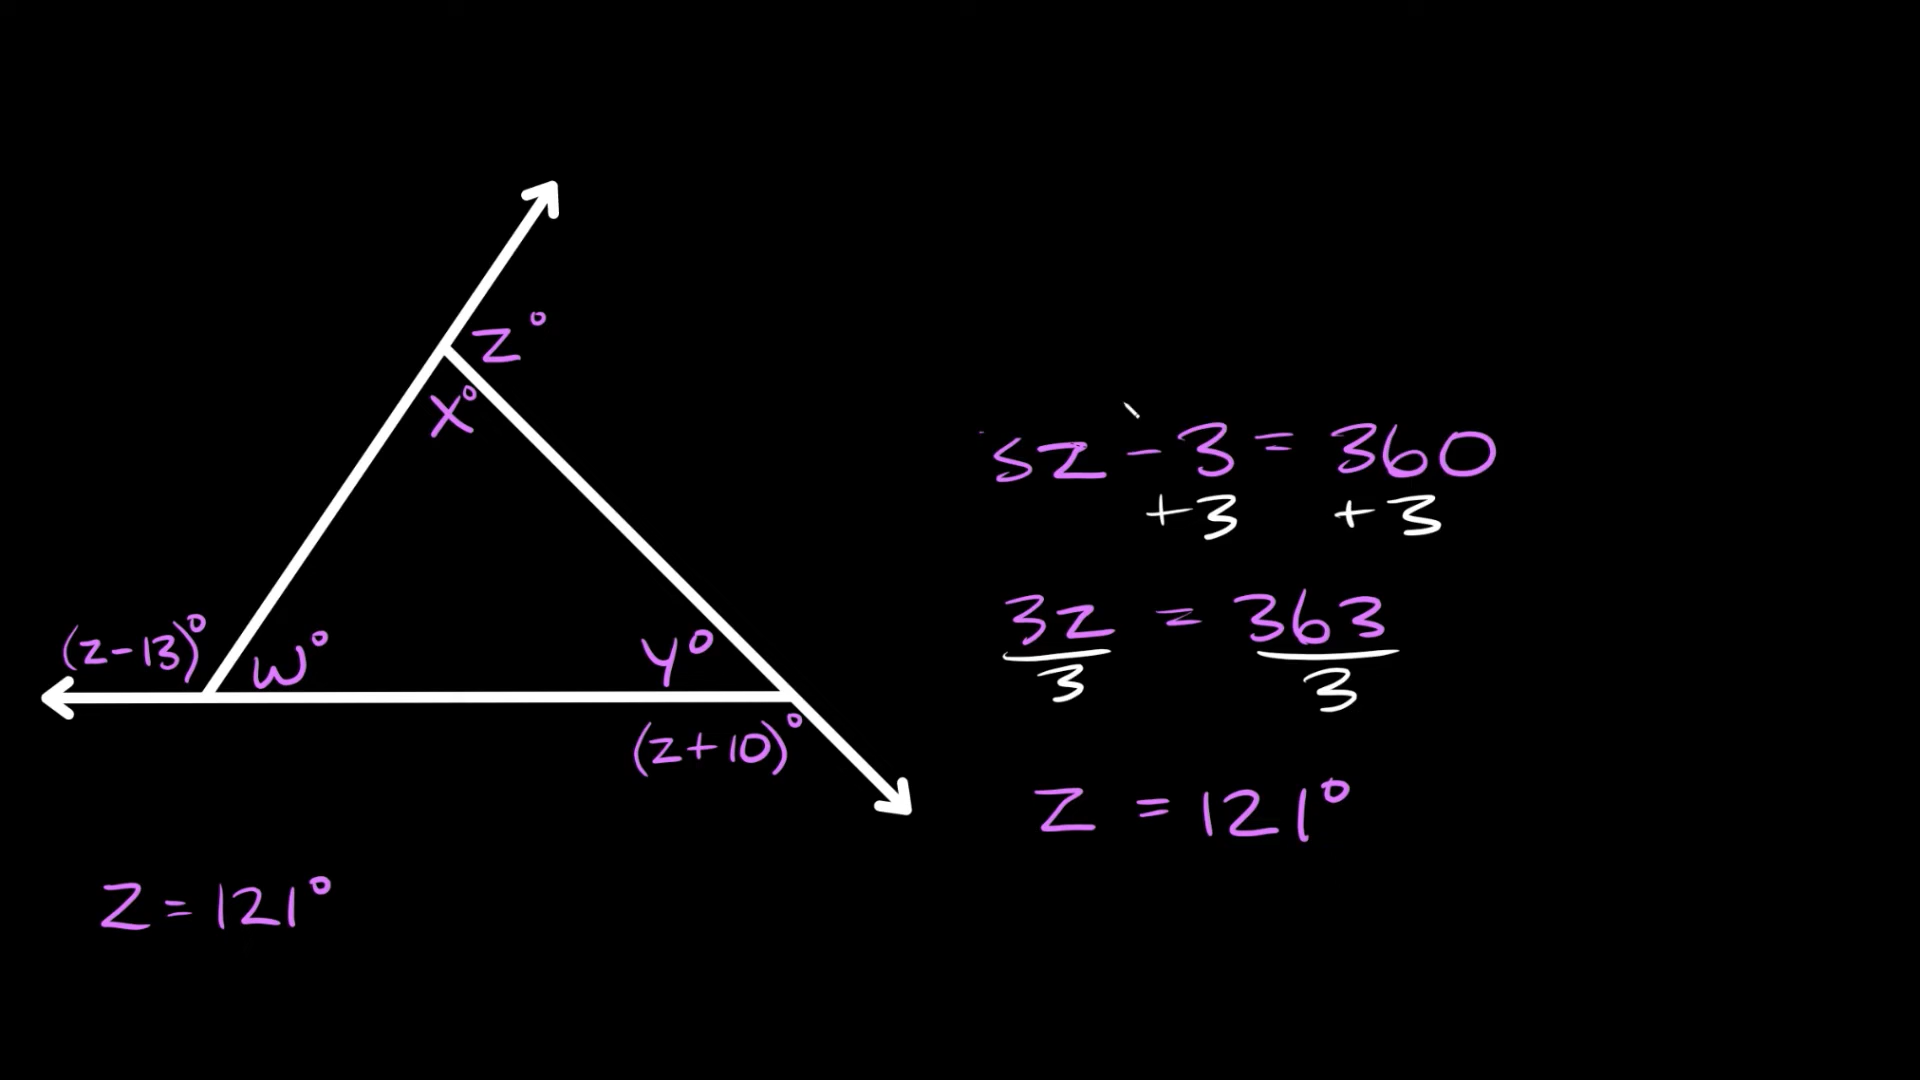 z°
x°
(z-13)°
w°
y°
(z+10)°
z = 121°
3z - 3 = 360
+3 +3
3z = 363
3 3
z = 121°